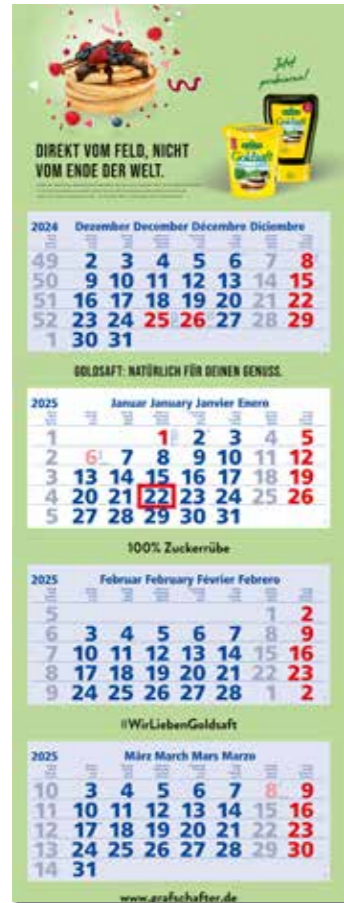 Jetzt
probieren!
Goldsaft
DIREKT VOM FELD, NICHT
VOM ENDE DER WELT.
2024 Dezember December Décembre Diciembre
49 2 3 4 5 6 7 8
50 9 10 11 12 13 14 15
51 16 17 18 19 20 21 22
52 23 24 25 26 27 28 29
1 30 31
GOLDSAFT: NATÜRLICH FÜR DEINEN GENUSS.
2025 Januar January Janvier Enero
1 1 2 3 4 5
2 6 7 8 9 10 11 12
3 13 14 15 16 17 18 19
4 20 21 22 23 24 25 26
5 27 28 29 30 31
100% Zuckerrübe
2025 Februar February Février Febrero
5 1 2
6 3 4 5 6 7 8 9
7 10 11 12 13 14 15 16
8 17 18 19 20 21 22 23
9 24 25 26 27 28 1 2
#WirLiebenGoldsaft
2025 März March Mars Marzo
10 3 4 5 6 7 8 9
11 10 11 12 13 14 15 16
12 17 18 19 20 21 22 23
13 24 25 26 27 28 29 30
14 31
www.grafschafter.de